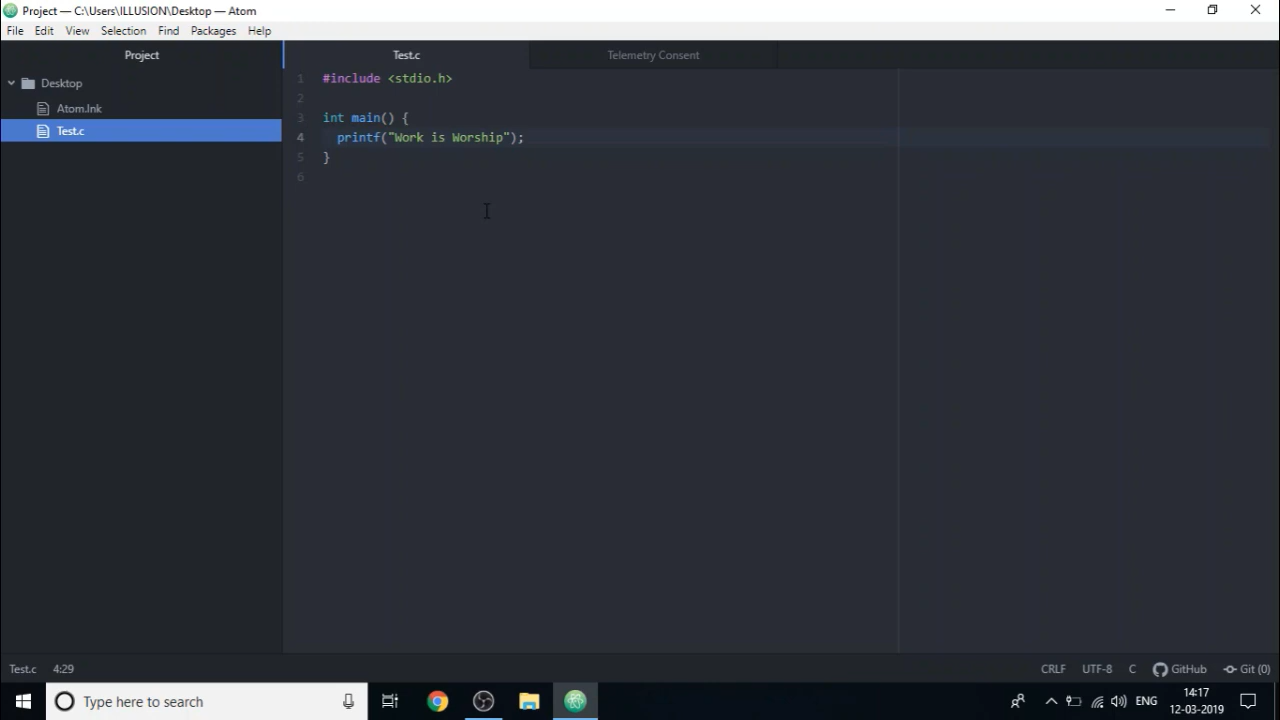 Project — C:\Users\ILLUSION\Desktop — Atom
File Edit View Selection Find Packages Help
Project
Desktop
Atom.lnk
Test.c
Test.c Telemetry Consent
1 #include <stdio.h>
2
3 int main() {
4 printf("Work is Worship");
5 }
6
Test.c 4:29 CRLF UTF-8 C GitHub Git (0)
Type here to search ENG 14:17
12-03-2019